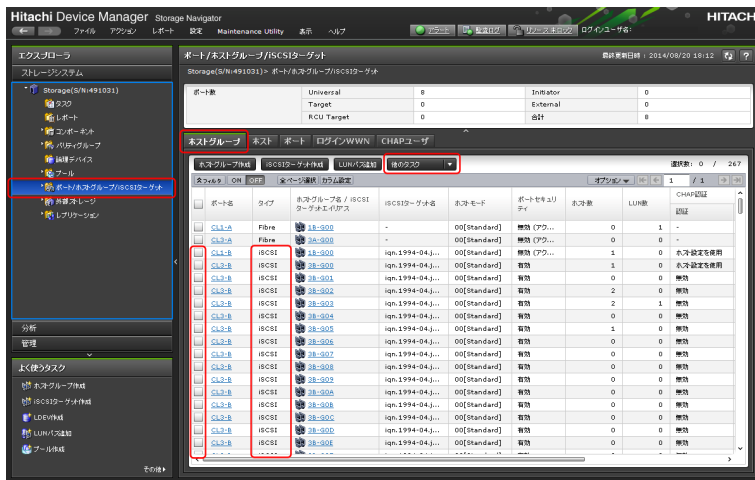 Hitachi Device Manager Storage Navigator
HITACH
ファイル アクション レポート 設定 Maintenance Utility 表示 ヘルプ
アラート 監査ログ リソース未ロック ログインユーザ名:
エクスプローラ
ストレージシステム
Storage(S/N:491031)
タスク
レポート
コンポーネント
パリティグループ
論理デバイス
プール
ポート/ホストグループ/iSCSIターゲット
外部ストレージ
レプリケーション
分析
管理
よく使うタスク
ホストグループ作成
iSCSIターゲット作成
LDEV作成
LUNパス追加
プール作成
その他
ポート/ホストグループ/iSCSIターゲット
最終更新日時 : 2014/08/20 18:12
Storage(S/N:491031)> ポート/ホストグループ/iSCSIターゲット
ポート数 Universal 8 Initiator 0
Target 0 External 0
RCU Target 0 合計 8
ホストグループ ホスト ポート ログインWWN CHAPユーザ
ホストグループ作成 iSCSIターゲット作成 LUNパス追加 他のタスク 選択数: 0 / 267
フィルタ ON OFF 全ページ選択 カラム設定 オプション 1 / 1
ポート名 タイプ ホストグループ名 / iSCSIターゲットエイリアス iSCSIターゲット名 ホストモード ポートセキュリティ ホスト数 LUN数 CHAP認証
認証
CL1-A Fibre 1A-G00 - 00[Standard] 無効 (アク... 0 1 -
CL3-A Fibre 3A-G00 - 00[Standard] 無効 (アク... 0 0 -
CL1-B iSCSI 1B-G00 iqn.1994-04.j... 00[Standard] 無効 (アク... 1 0 ホスト設定を使用
CL3-B iSCSI 3B-G00 iqn.1994-04.j... 00[Standard] 有効 1 0 ホスト設定を使用
CL3-B iSCSI 3B-G01 iqn.1994-04.j... 00[Standard] 有効 0 0 無効
CL3-B iSCSI 3B-G02 iqn.1994-04.j... 00[Standard] 有効 2 0 無効
CL3-B iSCSI 3B-G03 iqn.1994-04.j... 00[Standard] 有効 2 1 無効
CL3-B iSCSI 3B-G04 iqn.1994-04.j... 00[Standard] 有効 0 0 無効
CL3-B iSCSI 3B-G05 iqn.1994-04.j... 00[Standard] 有効 1 0 無効
CL3-B iSCSI 3B-G06 iqn.1994-04.j... 00[Standard] 有効 0 0 無効
CL3-B iSCSI 3B-G07 iqn.1994-04.j... 00[Standard] 有効 0 0 無効
CL3-B iSCSI 3B-G08 iqn.1994-04.j... 00[Standard] 有効 0 0 無効
CL3-B iSCSI 3B-G09 iqn.1994-04.j... 00[Standard] 有効 0 0 無効
CL3-B iSCSI 3B-G0A iqn.1994-04.j... 00[Standard] 有効 0 0 無効
CL3-B iSCSI 3B-G0B iqn.1994-04.j... 00[Standard] 有効 0 0 無効
CL3-B iSCSI 3B-G0C iqn.1994-04.j... 00[Standard] 有効 0 0 無効
CL3-B iSCSI 3B-G0D iqn.1994-04.j... 00[Standard] 有効 0 0 無効
CL3-B iSCSI 3B-G0E iqn.1994-04.j... 00[Standard] 有効 0 0 無効